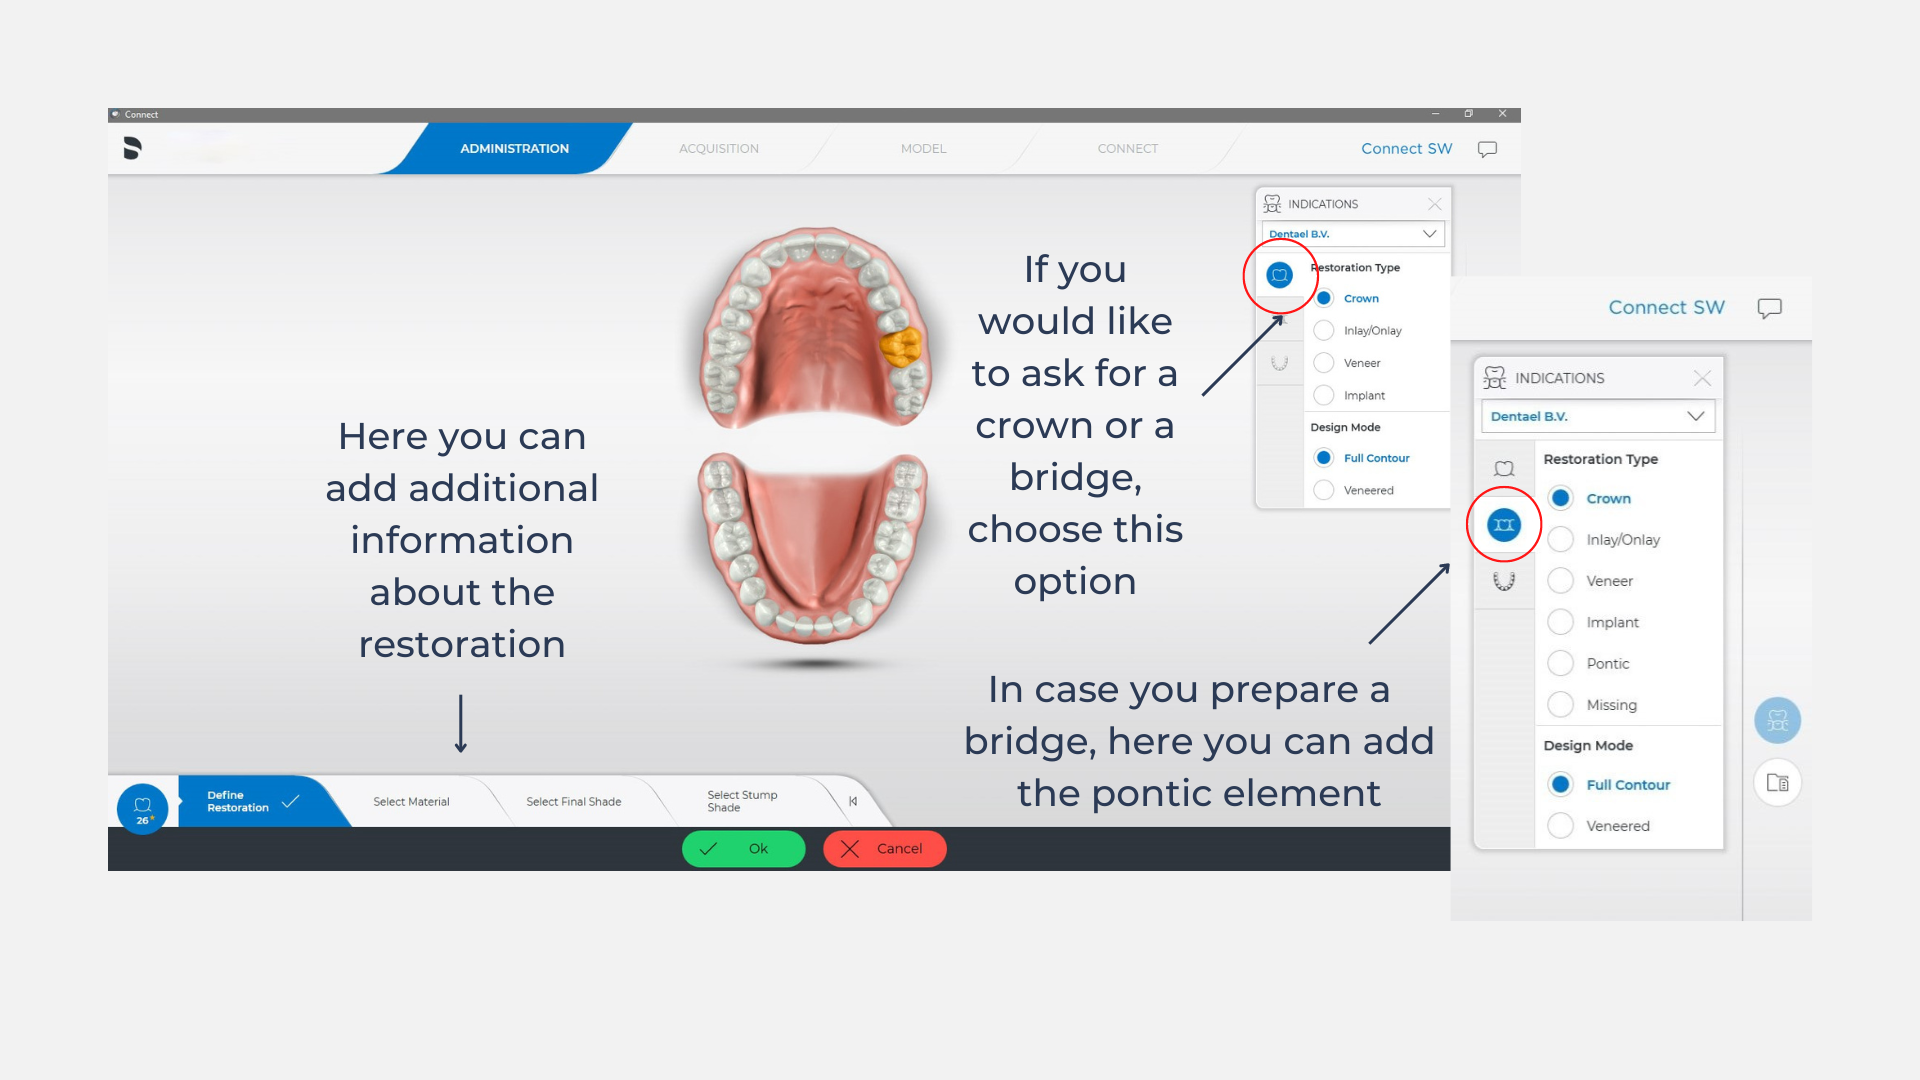 Connect
ADMINISTRATION
ACQUISITION
MODEL
CONNECT
Connect SW
INDICATIONS
Dentael B.V.
Restoration Type
Crown
Inlay/Onlay
Veneer
Implant
Design Mode
Full Contour
Veneered
If you
would like
to ask for a
crown or a
bridge,
choose this
option
Here you can
add additional
information
about the
restoration
In case you prepare a
bridge, here you can add
the pontic element
Connect SW
INDICATIONS
Dentael B.V.
Restoration Type
Crown
Inlay/Onlay
Veneer
Implant
Pontic
Missing
Design Mode
Full Contour
Veneered
26*
Define
Restoration
Select Material
Select Final Shade
Select Stump
Shade
Ok
Cancel